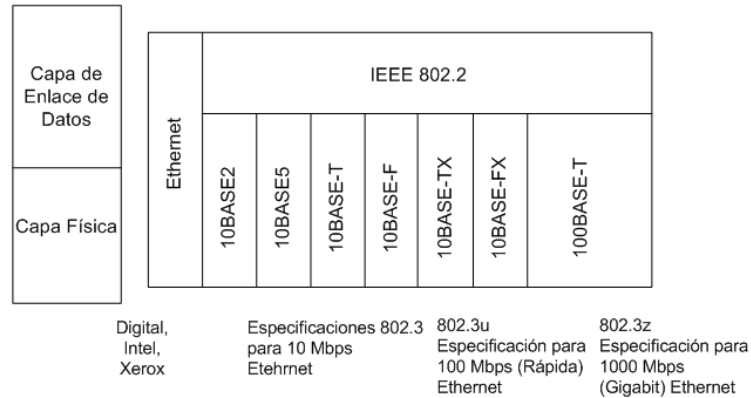 Capa de
Enlace de
Datos
Capa Física
Ethernet
IEEE 802.2
10BASE2
10BASE5
10BASE-T
10BASE-F
10BASE-TX
10BASE-FX
100BASE-T
Digital,
Intel,
Xerox
Especificaciones 802.3
para 10 Mbps
Etehrnet
802.3u
Especificación para
100 Mbps (Rápida)
Ethernet
802.3z
Especificación para
1000 Mbps
(Gigabit) Ethernet